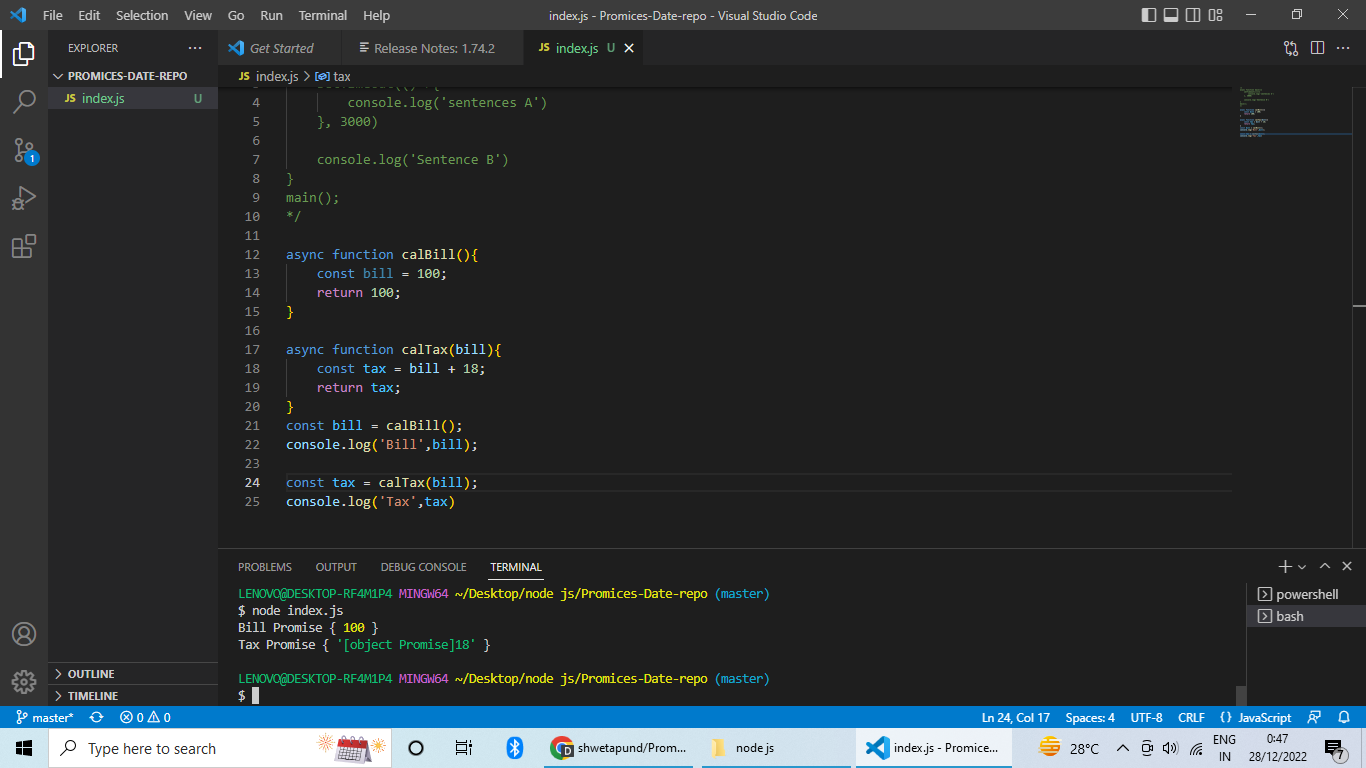 File Edit Selection View Go Run Terminal Help index.js - Promices-Date-repo - Visual Studio Code
EXPLORER ···
Get Started
Release Notes: 1.74.2
JS index.js U
PROMICES-DATE-REPO
JS index.js U
JS index.js > tax
4 console.log('sentences A')
5 }, 3000)
6
7 console.log('Sentence B')
8 }
9 main();
10 */
11
12 async function calBill(){
13 const bill = 100;
14 return 100;
15 }
16
17 async function calTax(bill){
18 const tax = bill + 18;
19 return tax;
20 }
21 const bill = calBill();
22 console.log('Bill',bill);
23
24 const tax = calTax(bill);
25 console.log('Tax',tax)
1
PROBLEMS OUTPUT DEBUG CONSOLE TERMINAL
LENOVO@DESKTOP-RF4M1P4 MINGW64 ~/Desktop/node js/Promices-Date-repo (master)
$ node index.js
Bill Promise { 100 }
Tax Promise { '[object Promise]18' }
LENOVO@DESKTOP-RF4M1P4 MINGW64 ~/Desktop/node js/Promices-Date-repo (master)
$
powershell
bash
OUTLINE
TIMELINE
master* 0 0 Ln 24, Col 17 Spaces: 4 UTF-8 CRLF {} JavaScript
Type here to search
shwetapund/Prom...
node js
index.js - Promice...
28°C
ENG
IN
0:47
28/12/2022
7